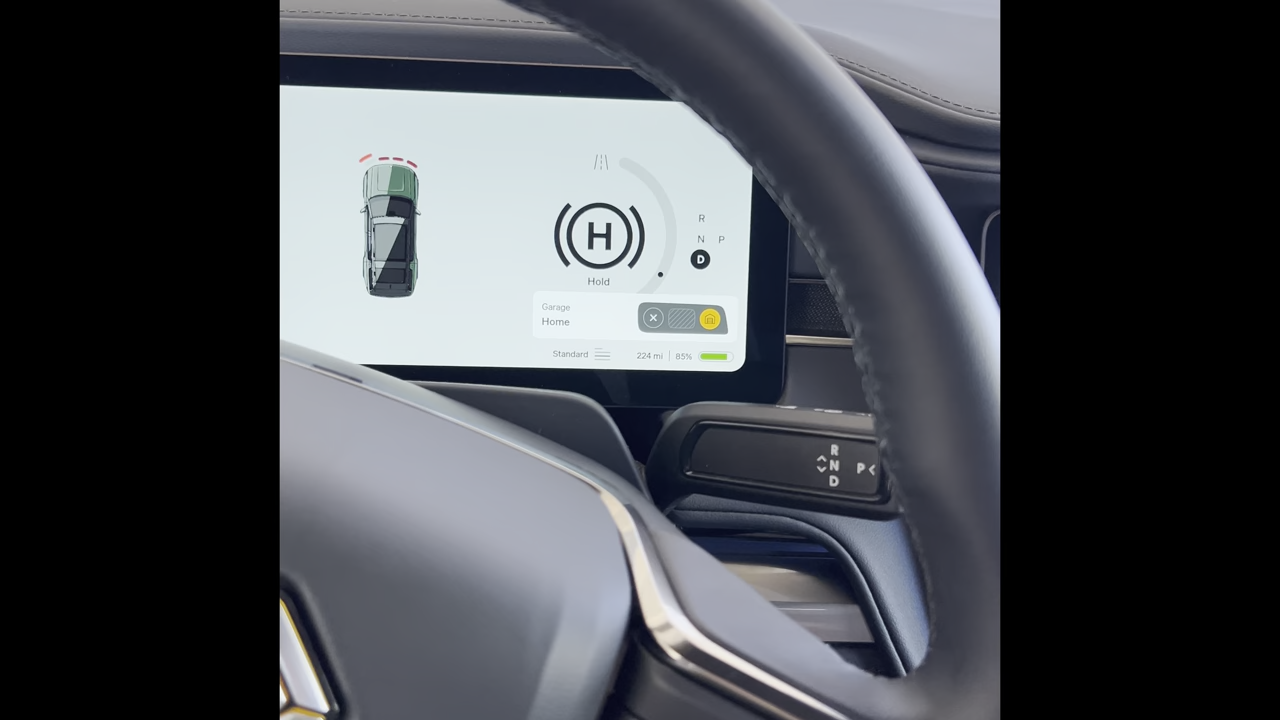 R
N P
D
H
Hold
Garage
Home
Standard
224 mi
85%
R
N P
D